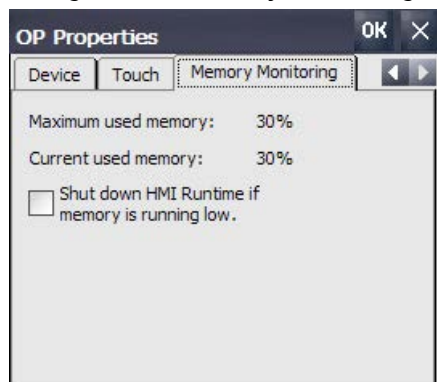 OP Properties OK
Device Touch Memory Monitoring
Maximum used memory: 30%
Current used memory: 30%
Shut down HMI Runtime if
memory is running low.